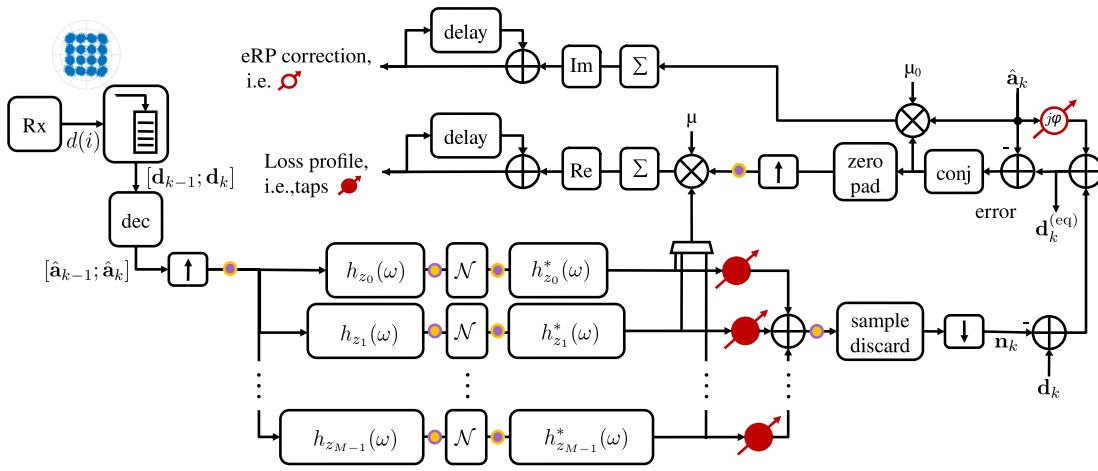 delay
eRP correction,
i.e.
Im
Σ
μ₀
â_k
jφ
Rx
d(i)
delay
μ
Loss profile,
i.e.,taps
Re
Σ
zero
pad
conj
-
error
d_k^(eq)
[d_{k−1}; d_k]
dec
[â_{k−1}; â_k]
↑
↑
h_{z_0}(ω)
N
h*_{z_0}(ω)
h_{z_1}(ω)
N
h*_{z_1}(ω)
sample
discard
↓
n_k
-
d_k
h_{z_{M−1}}(ω)
N
h*_{z_{M−1}}(ω)